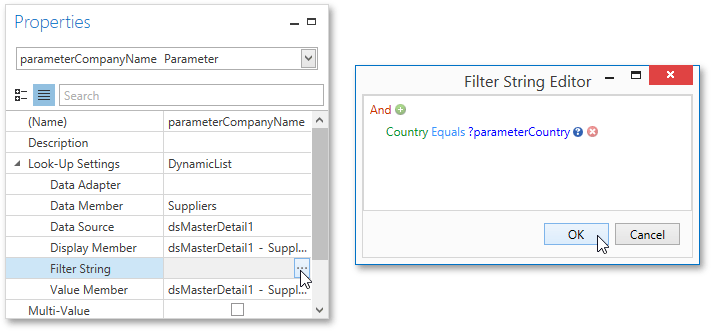 Properties
parameterCompanyName Parameter
Search
(Name) parameterCompanyName
Description
Look-Up Settings DynamicList
Data Adapter
Data Member Suppliers
Data Source dsMasterDetail1
Display Member dsMasterDetail1 - Suppl...
Filter String ...
Value Member dsMasterDetail1 - Suppl...
Multi-Value
Filter String Editor
And
Country Equals ?parameterCountry
OK Cancel